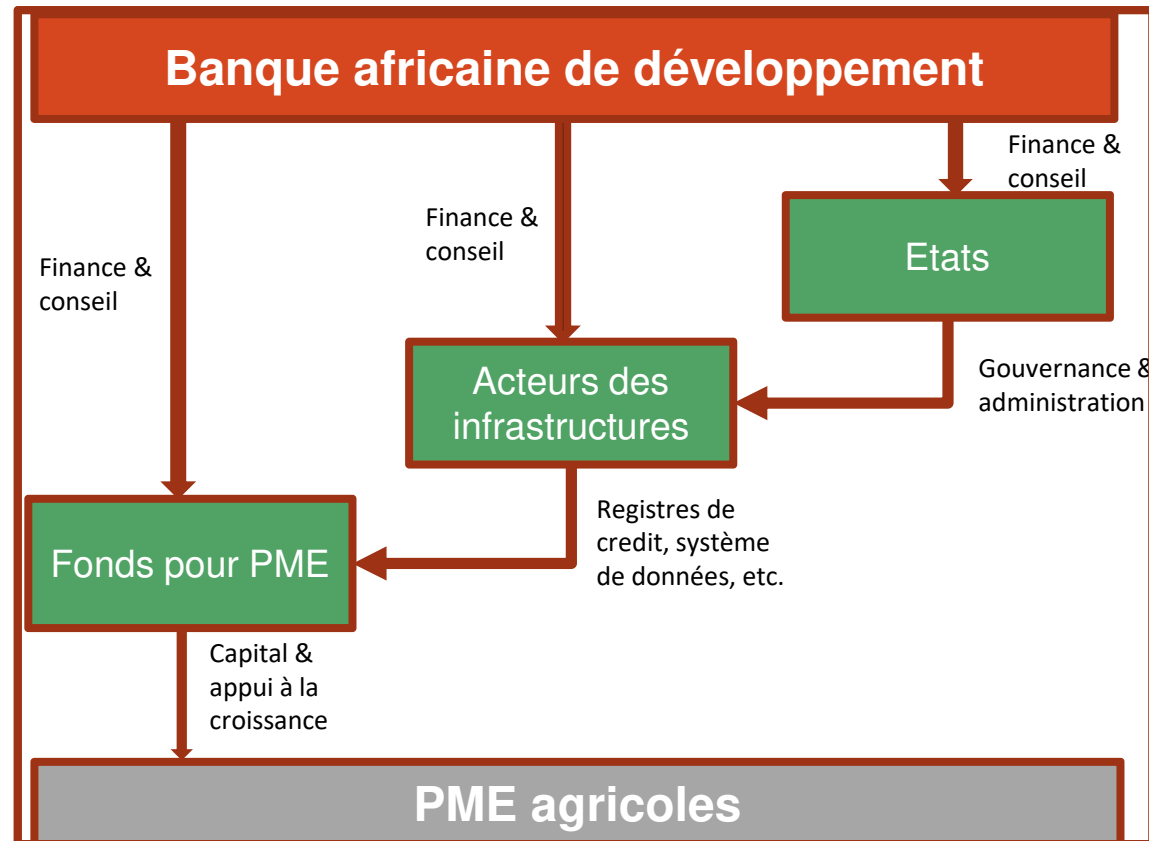 Banque africaine de développement
Finance &
conseil
Finance &
conseil
Finance &
conseil
Etats
Acteurs des
infrastructures
Gouvernance &
administration
Registres de
credit, système
de données, etc.
Fonds pour PME
Capital &
appui à la
croissance
PME agricoles